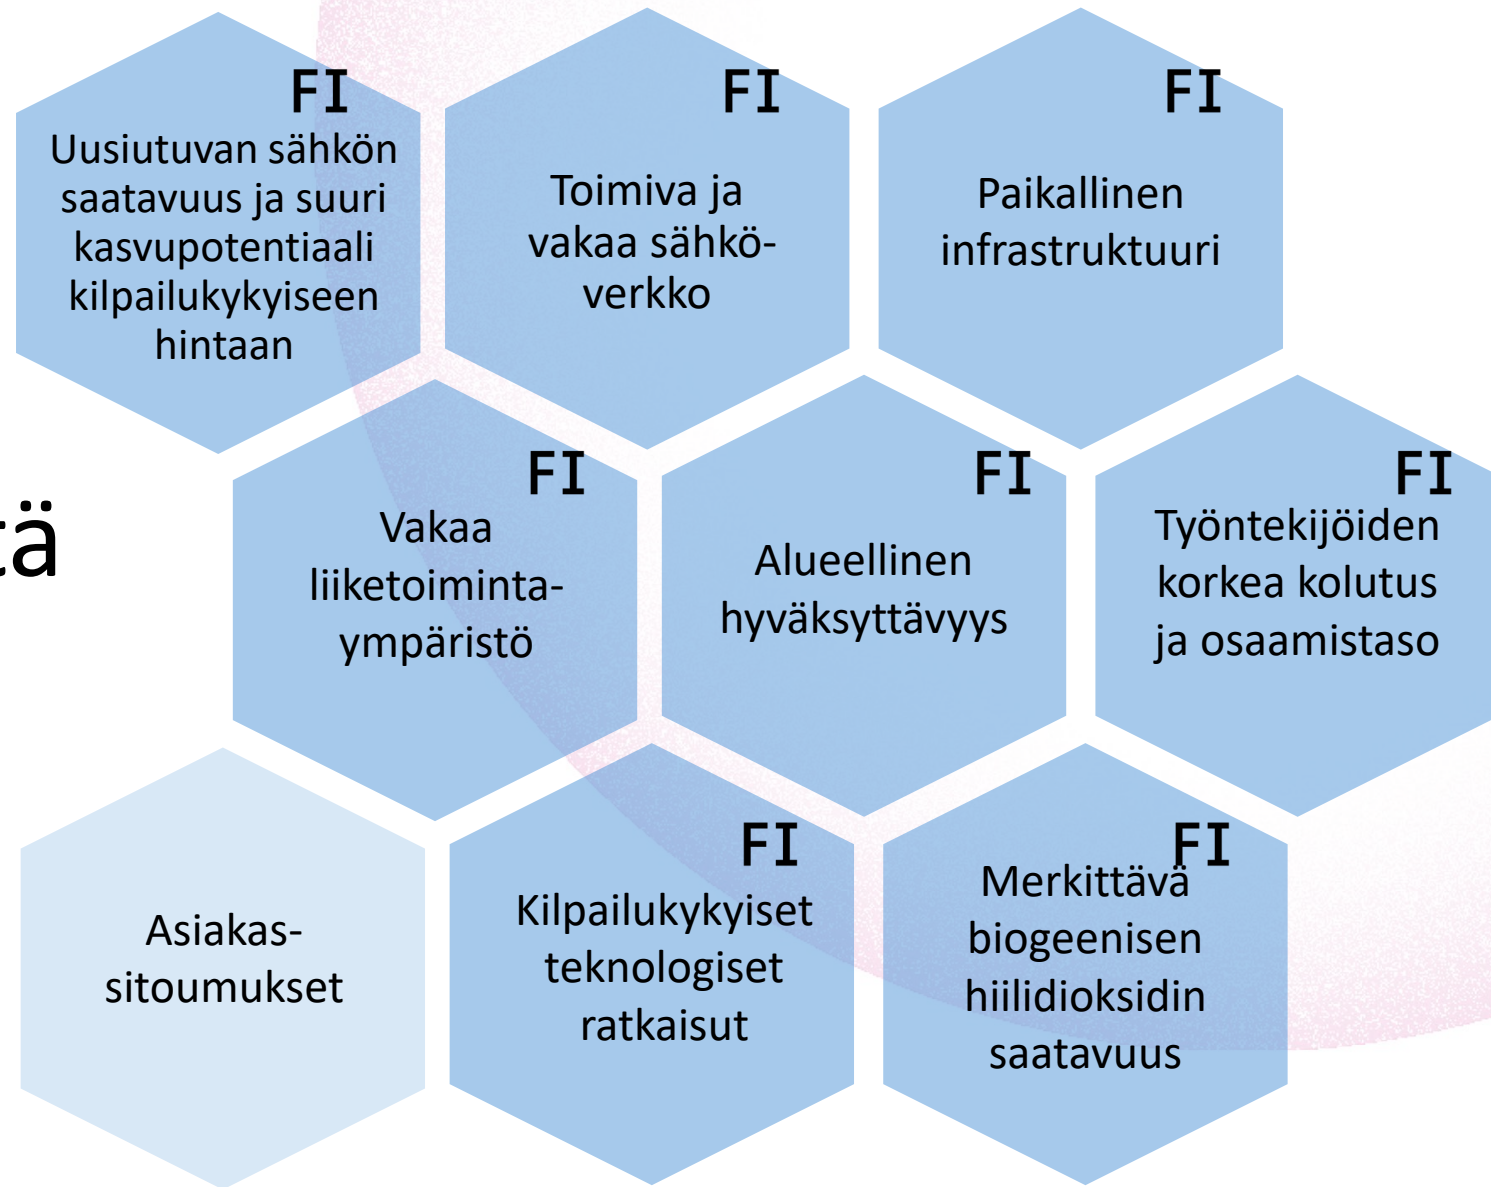 FI
Uusiutuvan sähkön
saatavuus ja suuri
kasvupotentiaali
kilpailukykyiseen
hintaan
FI
Toimiva ja
vakaa sähkö-
verkko
FI
Paikallinen
infrastruktuuri
tä
FI
Vakaa
liiketoiminta-
ympäristö
FI
Alueellinen
hyväksyttävyys
FI
Työntekijöiden
korkea kolutus
ja osaamistaso
Asiakas-
sitoumukset
FI
Kilpailukykyiset
teknologiset
ratkaisut
FI
Merkittävä
biogeenisen
hiilidioksidin
saatavuus